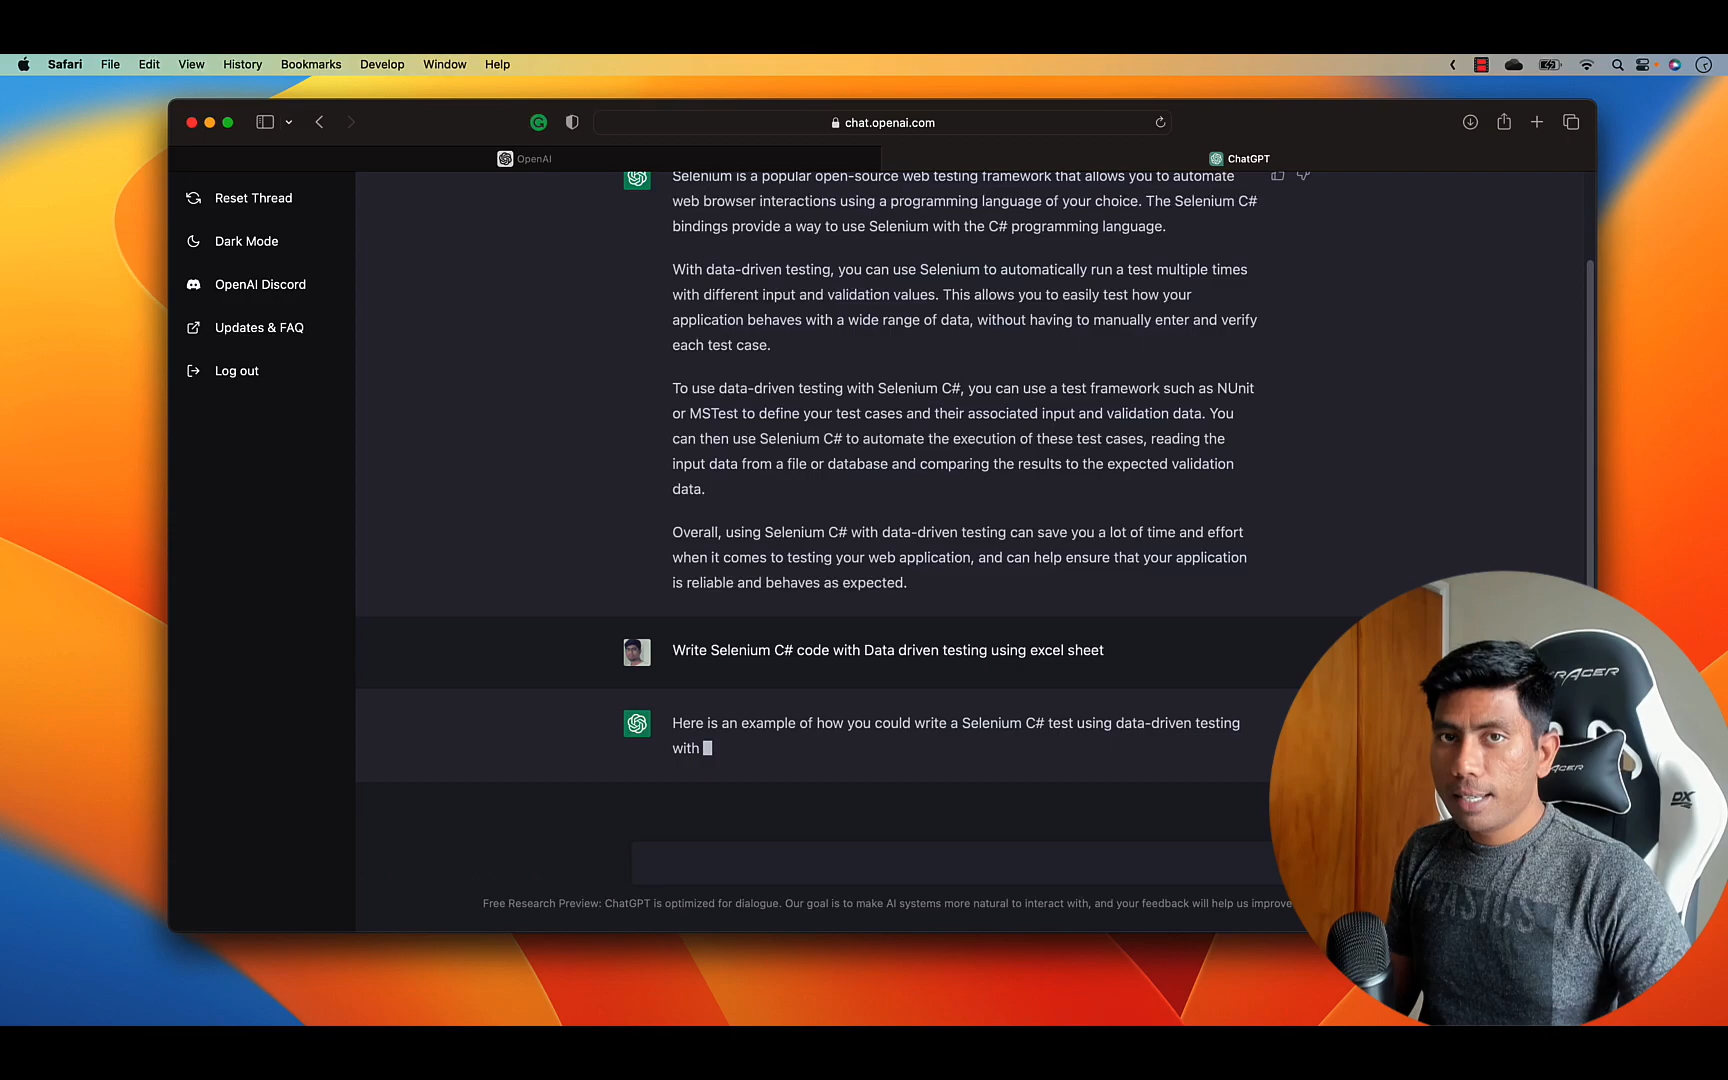 Safari File Edit View History Bookmarks Develop Window Help
chat.openai.com
OpenAI
ChatGPT
Reset Thread
Dark Mode
OpenAI Discord
Updates & FAQ
Log out
Selenium is a popular open-source web testing framework that allows you to automate
web browser interactions using a programming language of your choice. The Selenium C#
bindings provide a way to use Selenium with the C# programming language.
With data-driven testing, you can use Selenium to automatically run a test multiple times
with different input and validation values. This allows you to easily test how your
application behaves with a wide range of data, without having to manually enter and verify
each test case.
To use data-driven testing with Selenium C#, you can use a test framework such as NUnit
or MSTest to define your test cases and their associated input and validation data. You
can then use Selenium C# to automate the execution of these test cases, reading the
input data from a file or database and comparing the results to the expected validation
data.
Overall, using Selenium C# with data-driven testing can save you a lot of time and effort
when it comes to testing your web application, and can help ensure that your application
is reliable and behaves as expected.
Write Selenium C# code with Data driven testing using excel sheet
Here is an example of how you could write a Selenium C# test using data-driven testing
with
Free Research Preview: ChatGPT is optimized for dialogue. Our goal is to make AI systems more natural to interact with, and your feedback will help us improve
DX
BASICS